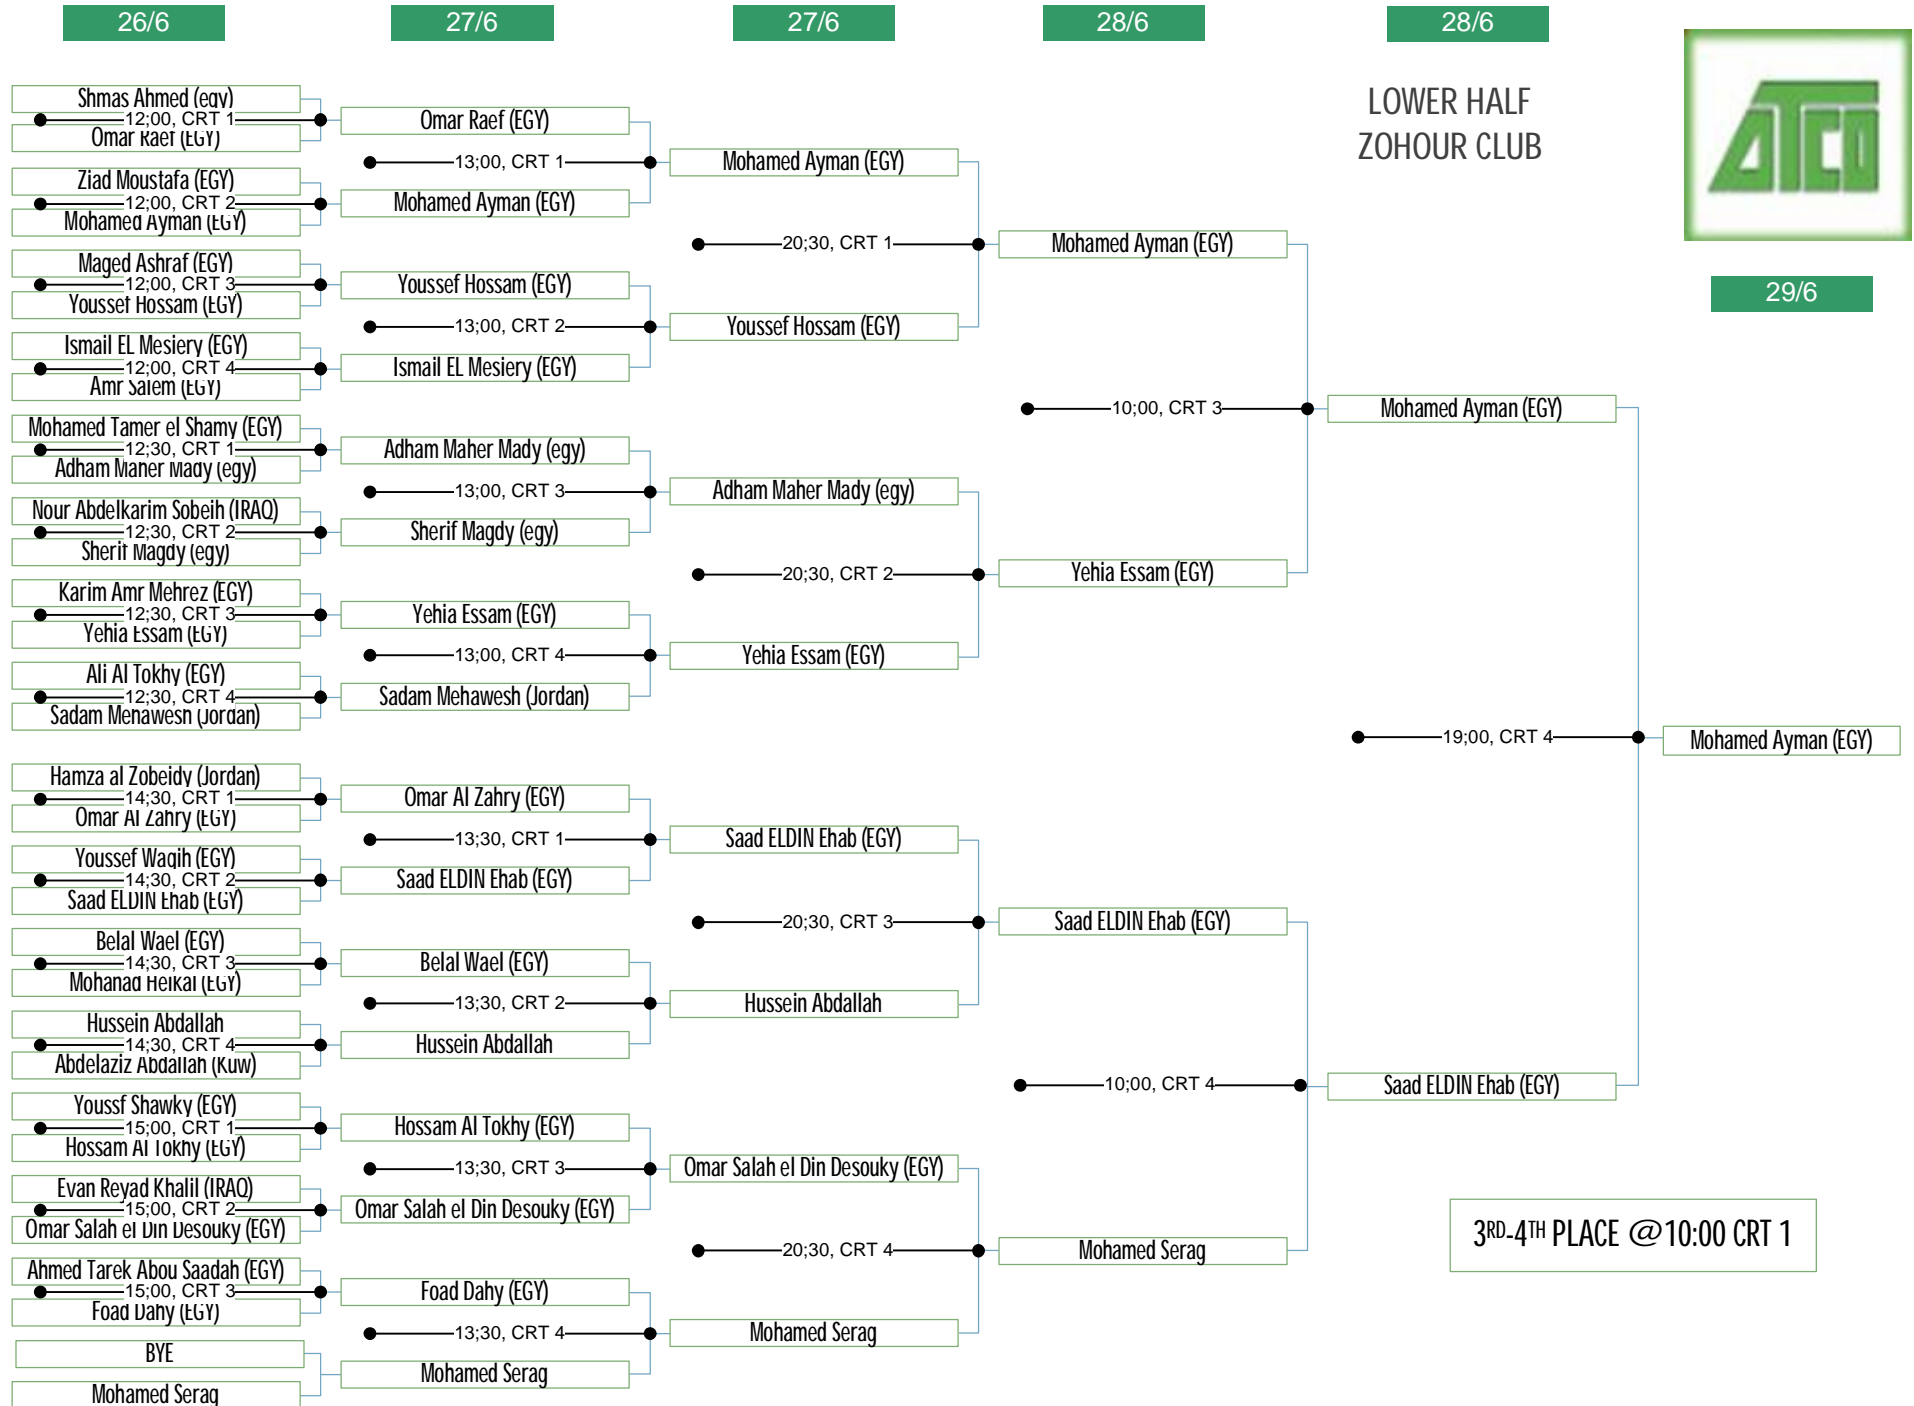 26/6
27/6
27/6
28/6
28/6
LOWER HALF
ZOHOUR CLUB
ATCO
29/6
Shmas Ahmed (egy)
12;00, CRT 1
Omar Raef (EGY)
Ziad Moustafa (EGY)
12;00, CRT 2
Mohamed Ayman (EGY)
Maged Ashraf (EGY)
12;00, CRT 3
Youssef Hossam (EGY)
Ismail EL Mesiery (EGY)
12;00, CRT 4
Amr Salem (EGY)
Mohamed Tamer el Shamy (EGY)
12;30, CRT 1
Adham Maher Mady (egy)
Nour Abdelkarim Sobeih (IRAQ)
12;30, CRT 2
Sherif Magdy (egy)
Karim Amr Mehrez (EGY)
12;30, CRT 3
Yehia Essam (EGY)
Ali Al Tokhy (EGY)
12;30, CRT 4
Sadam Mehawesh (Jordan)
Hamza al Zobeidy (Jordan)
14;30, CRT 1
Omar Al Zahry (EGY)
Youssef Wagih (EGY)
14;30, CRT 2
Saad ELDIN Ehab (EGY)
Belal Wael (EGY)
14;30, CRT 3
Mohanad Heikal (EGY)
Hussein Abdallah
14;30, CRT 4
Abdelaziz Abdallah (Kuw)
Youssf Shawky (EGY)
15;00, CRT 1
Hossam Al Tokhy (EGY)
Evan Reyad Khalil (IRAQ)
15;00, CRT 2
Omar Salah el Din Desouky (EGY)
Ahmed Tarek Abou Saadah (EGY)
15;00, CRT 3
Foad Dahy (EGY)
BYE
Mohamed Serag
Omar Raef (EGY)
13;00, CRT 1
Mohamed Ayman (EGY)
Youssef Hossam (EGY)
13;00, CRT 2
Ismail EL Mesiery (EGY)
Adham Maher Mady (egy)
13;00, CRT 3
Sherif Magdy (egy)
Yehia Essam (EGY)
13;00, CRT 4
Sadam Mehawesh (Jordan)
Omar Al Zahry (EGY)
13;30, CRT 1
Saad ELDIN Ehab (EGY)
Belal Wael (EGY)
13;30, CRT 2
Hussein Abdallah
Hossam Al Tokhy (EGY)
13;30, CRT 3
Omar Salah el Din Desouky (EGY)
Foad Dahy (EGY)
13;30, CRT 4
Mohamed Serag
Mohamed Ayman (EGY)
20;30, CRT 1
Youssef Hossam (EGY)
Adham Maher Mady (egy)
20;30, CRT 2
Yehia Essam (EGY)
Saad ELDIN Ehab (EGY)
20;30, CRT 3
Hussein Abdallah
Omar Salah el Din Desouky (EGY)
20;30, CRT 4
Mohamed Serag
Mohamed Ayman (EGY)
10;00, CRT 3
Yehia Essam (EGY)
Saad ELDIN Ehab (EGY)
10;00, CRT 4
Mohamed Serag
Mohamed Ayman (EGY)
19;00, CRT 4
Saad ELDIN Ehab (EGY)
Mohamed Ayman (EGY)
3RD-4TH PLACE @10:00 CRT 1